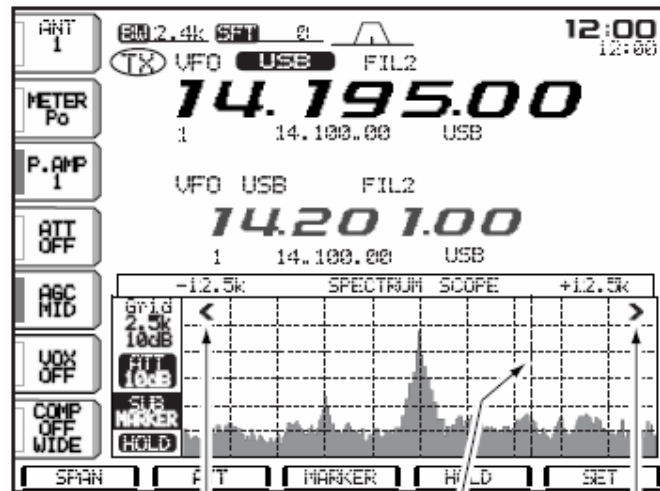 ANT
1
BW 2.4k SFT 0
12:00
12:00
TX VFO USB FIL2
14.195.00
1 14.100.00 USB
METER
Po
P.AMP
1
VFO USB FIL2
14.201.00
1 14.100.00 USB
ATT
OFF
AGC
MID
-12.5k SPECTRUM SCOPE +12.5k
Grid
2.5k
10dB
ATT
10dB
SUB
MARKER
HOLD
< >
VOX
OFF
COMP
OFF
WIDE
SPAN ATT MARKER HOLD SET